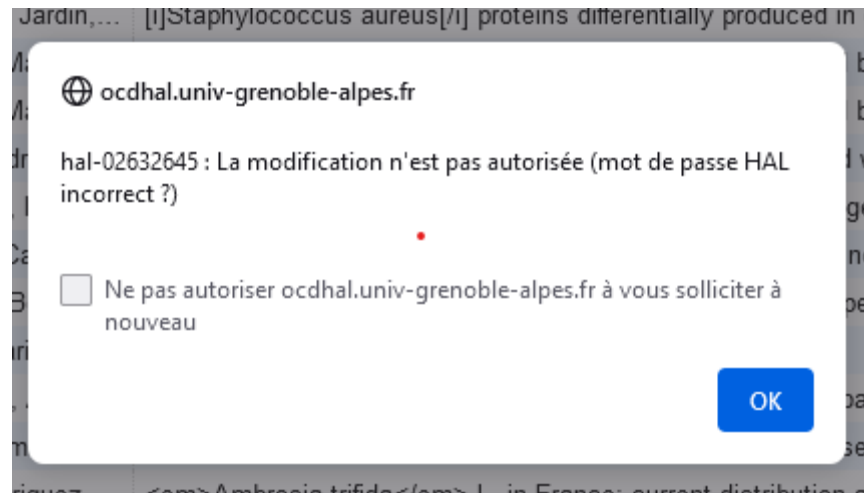 Jardin,... [i]Staphylococcus aureus[/i] proteins differentially produced in
ocdhal.univ-grenoble-alpes.fr
hal-02632645 : La modification n'est pas autorisée (mot de passe HAL
incorrect ?)
Ne pas autoriser ocdhal.univ-grenoble-alpes.fr à vous solliciter à
nouveau
OK
<em>Ambrosia trifida</em> L. in France: current distribution